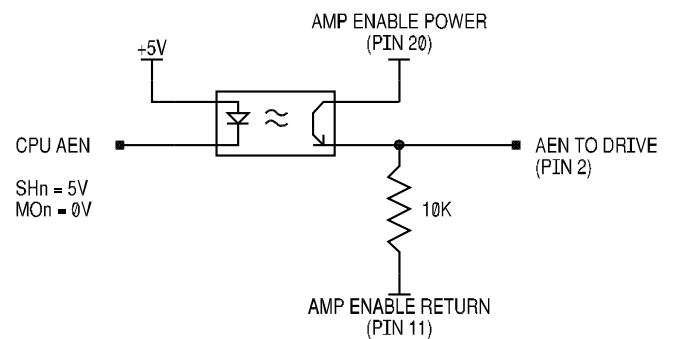 AMP ENABLE POWER
(PIN 20)
+5V
CPU AEN
AEN TO DRIVE
(PIN 2)
SHn = 5V
MOn = 0V
10K
AMP ENABLE RETURN
(PIN 11)